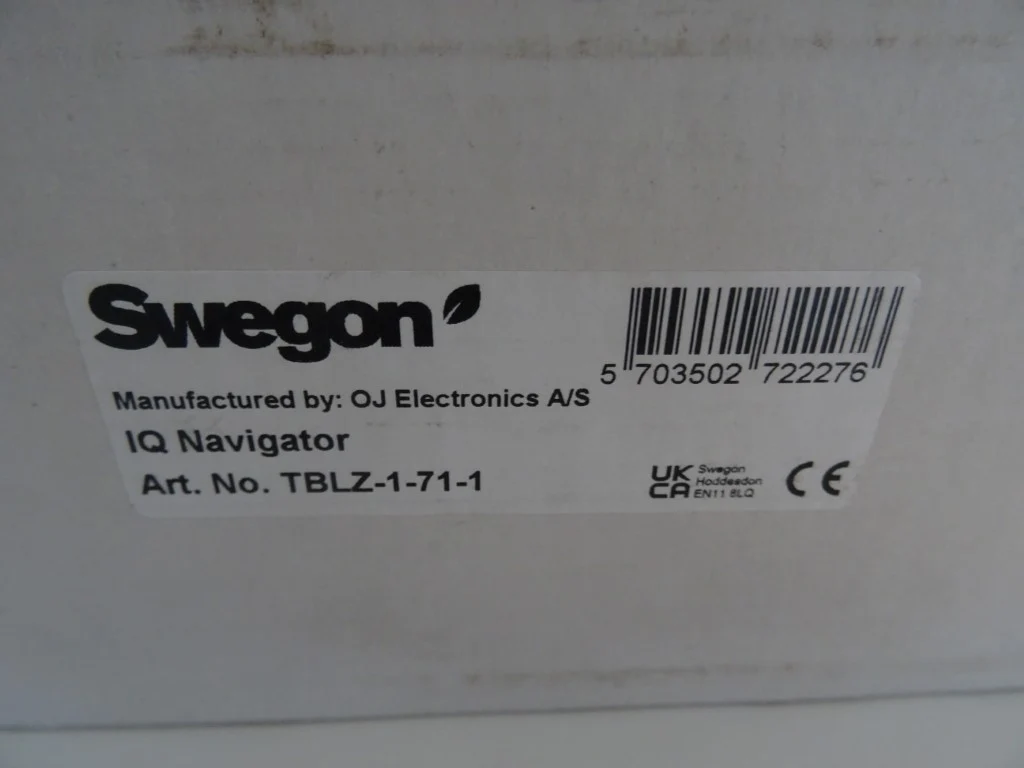 Swegon
5 703502 722276
Manufactured by: OJ Electronics A/S
IQ Navigator
Art. No. TBLZ-1-71-1
UK
CA
Swegon
Hoddesdon
EN11 8LQ
CE